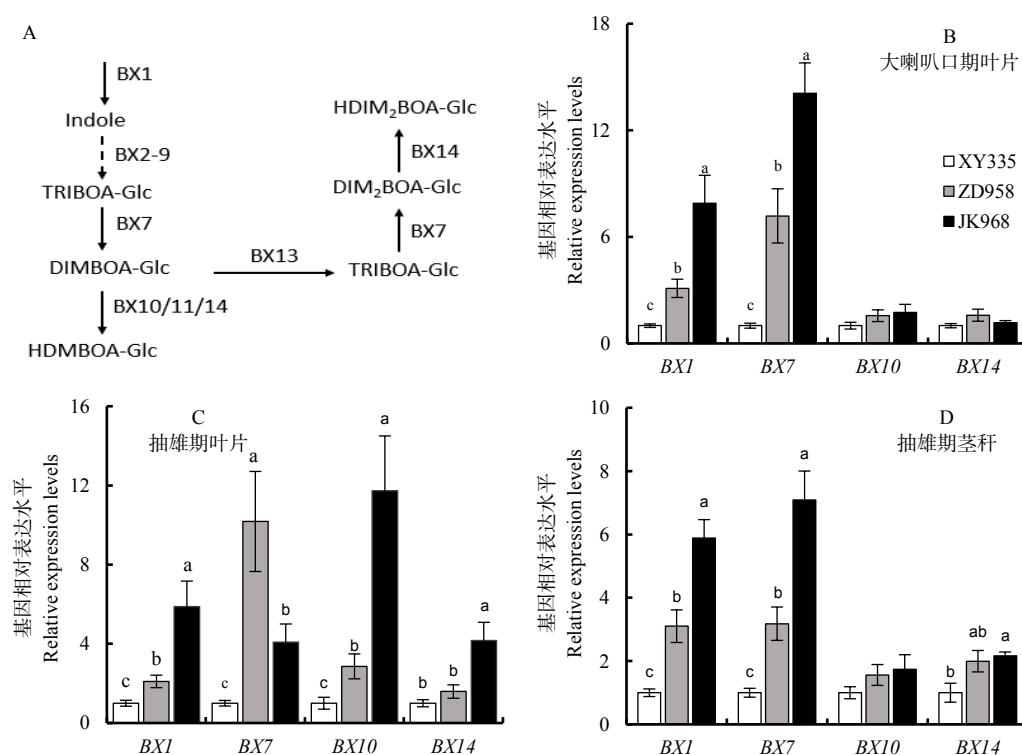 A
BX1
Indole
BX2-9
TRIBOA-Glc
BX7
DIMBOA-Glc
BX10/11/14
HDMBOA-Glc
BX13
HDIM₂BOA-Glc
BX14
DIM₂BOA-Glc
BX7
TRIBOA-Glc
B
大喇叭口期叶片
基因相对表达水平
Relative expression levels
18
12
6
0
c
b
a
c
b
a
XY335
ZD958
JK968
BX1
BX7
BX10
BX14
C
抽雄期叶片
基因相对表达水平
Relative expression levels
16
12
8
4
0
c
b
a
c
a
b
c
b
a
b
b
a
BX1
BX7
BX10
BX14
D
抽雄期茎秆
基因相对表达水平
Relative expression levels
10
8
6
4
2
0
c
b
a
c
b
a
b
ab
a
BX1
BX7
BX10
BX14